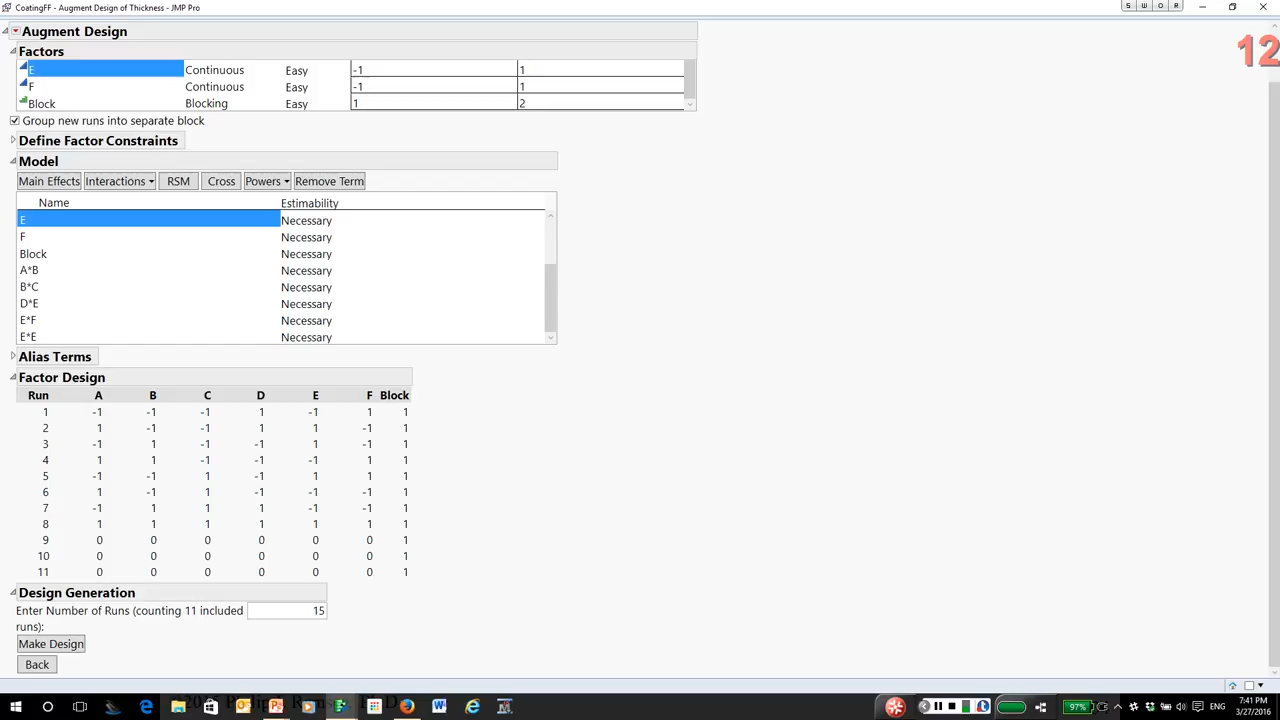 CoatingFF - Augment Design of Thickness - JMP Pro
S W O R
12
Augment Design
Factors
E Continuous Easy -1 1
F Continuous Easy -1 1
Block Blocking Easy 1 2
Group new runs into separate block
Define Factor Constraints
Model
Main Effects Interactions RSM Cross Powers Remove Term
Name Estimability
E Necessary
F Necessary
Block Necessary
A*B Necessary
B*C Necessary
D*E Necessary
E*F Necessary
E*E Necessary
Alias Terms
Factor Design
Run A B C D E F Block
1 -1 -1 -1 1 -1 1 1
2 1 -1 -1 1 1 -1 1
3 -1 1 -1 -1 1 -1 1
4 1 1 -1 -1 -1 1 1
5 -1 -1 1 -1 1 1 1
6 1 -1 1 -1 -1 -1 1
7 -1 1 1 1 -1 -1 1
8 1 1 1 1 1 1 1
9 0 0 0 0 0 0 1
10 0 0 0 0 0 0 1
11 0 0 0 0 0 0 1
Design Generation
Enter Number of Runs (counting 11 included 15
runs):
Make Design
Back
97%
ENG
7:41 PM
3/27/2016